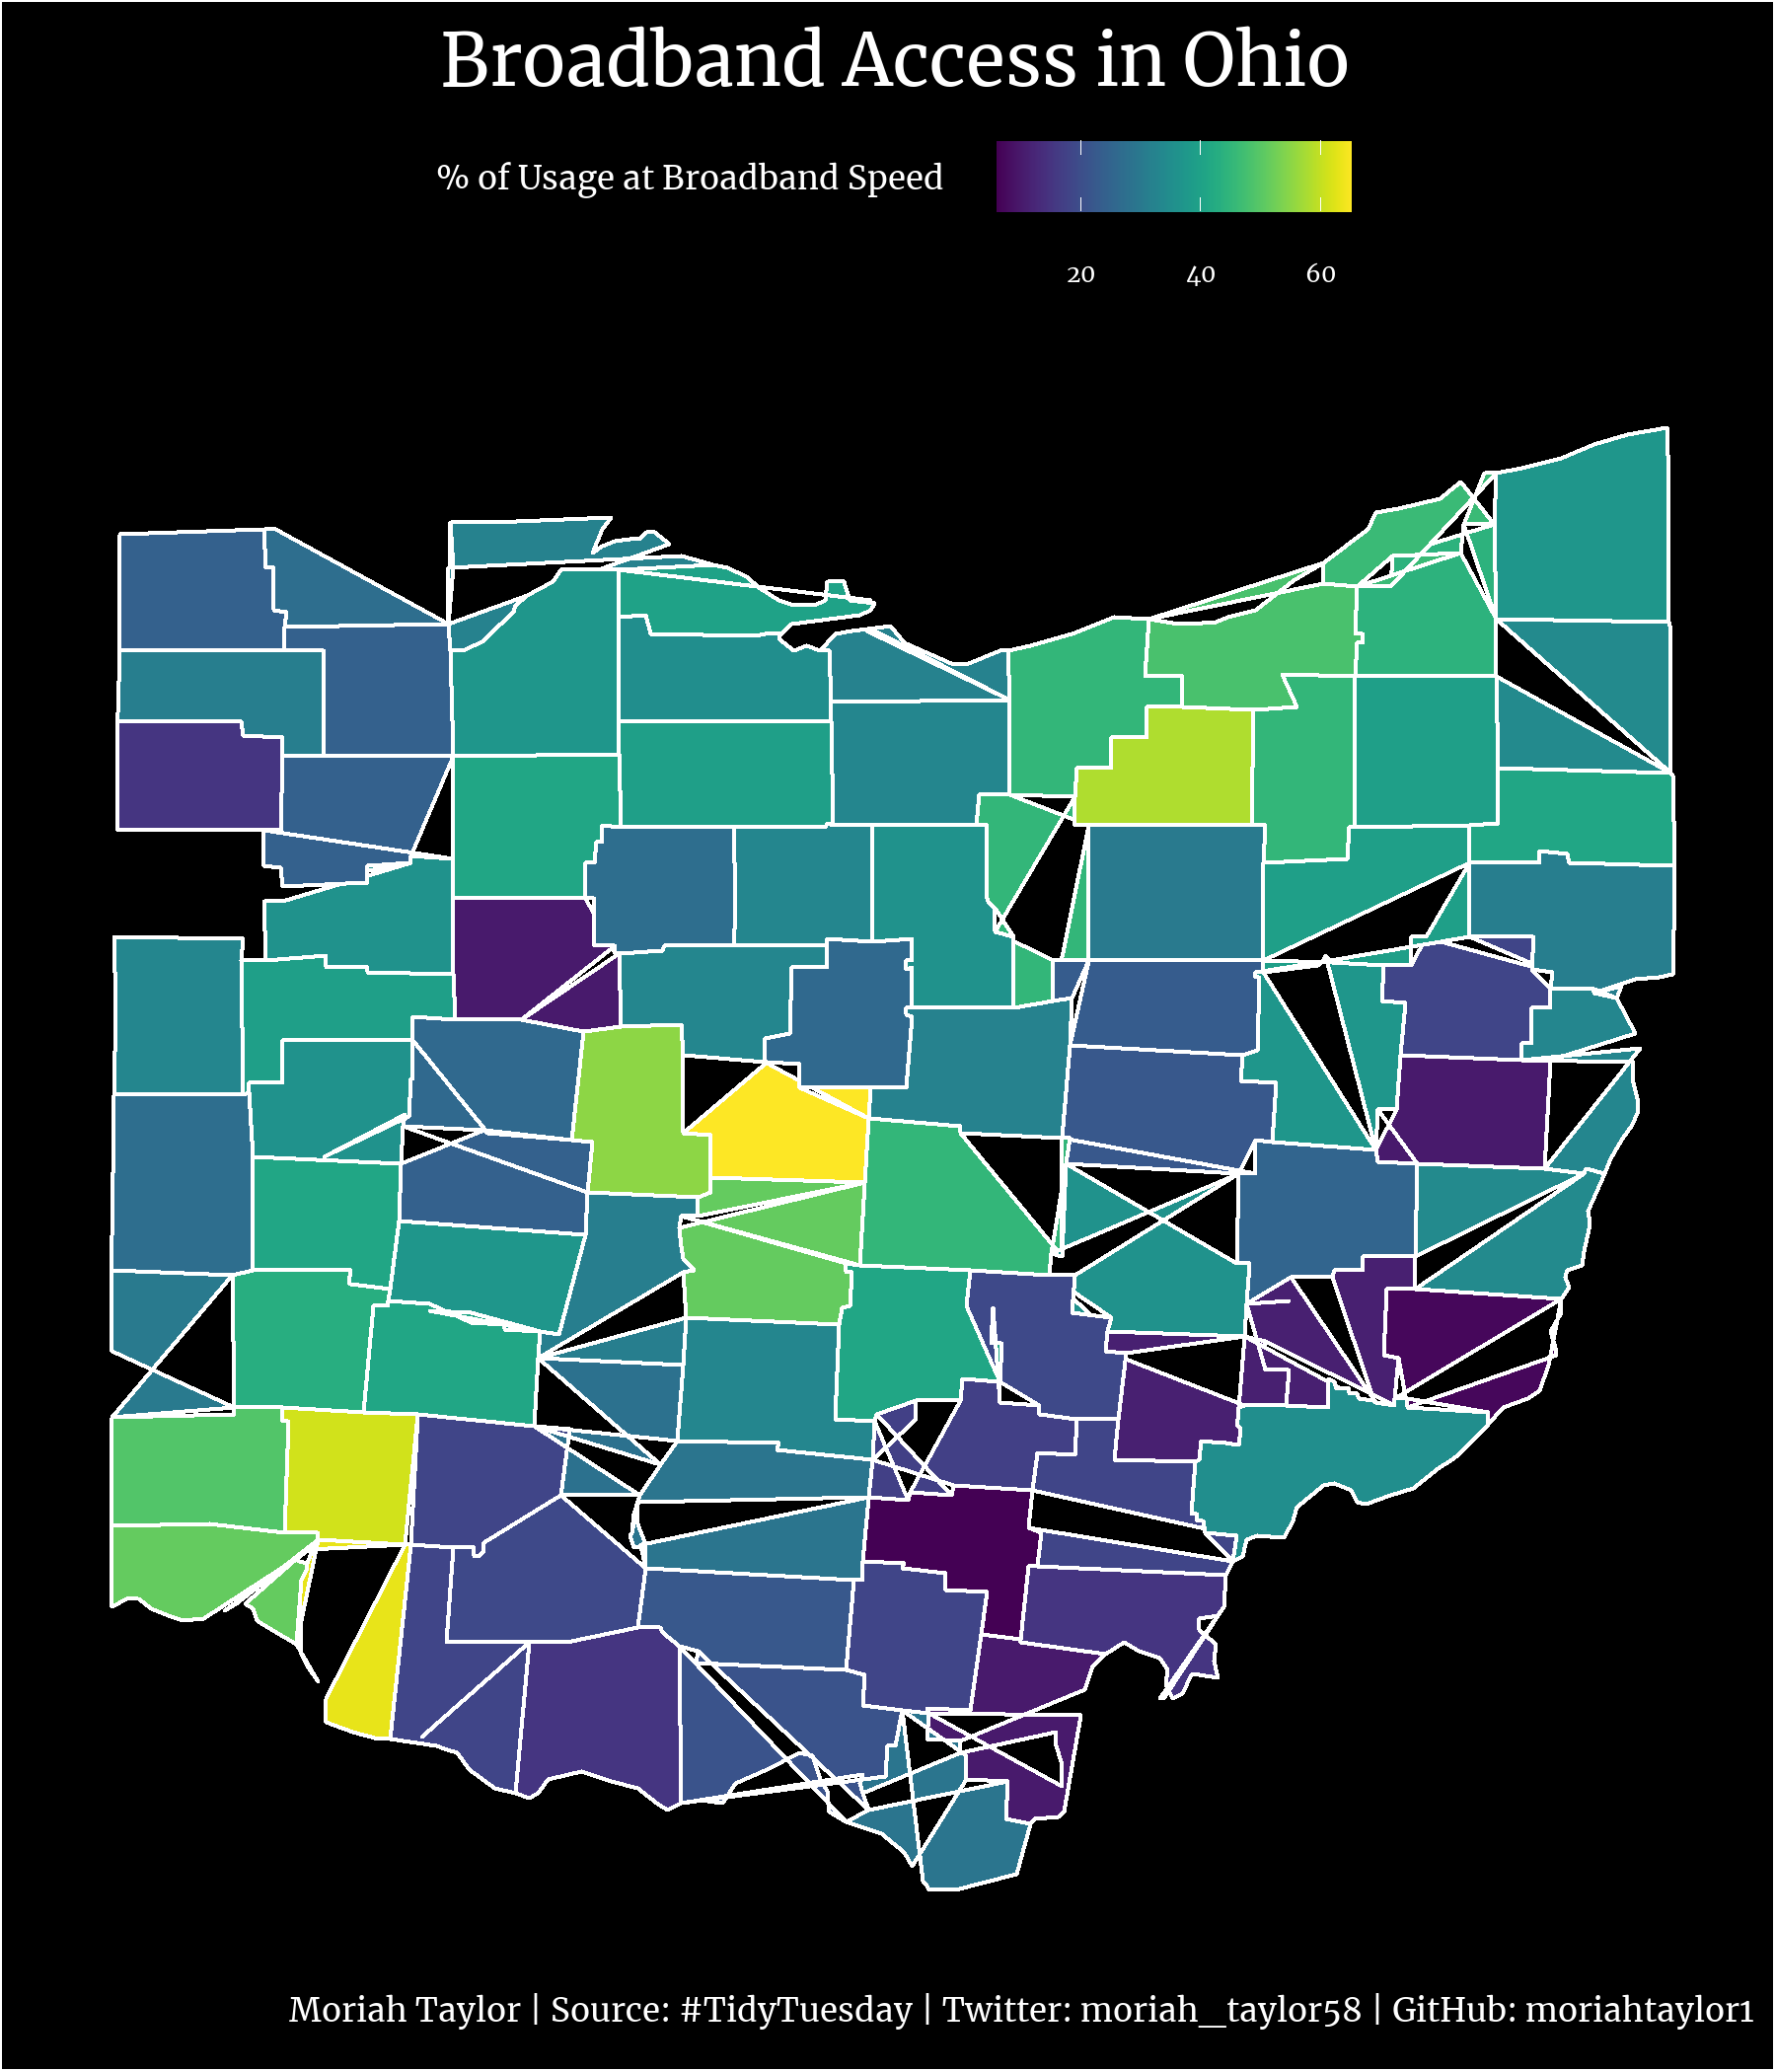 Broadband Access in Ohio
% of Usage at Broadband Speed
20 40 60
Moriah Taylor | Source: #TidyTuesday | Twitter: moriah_taylor58 | GitHub: moriahtaylor1